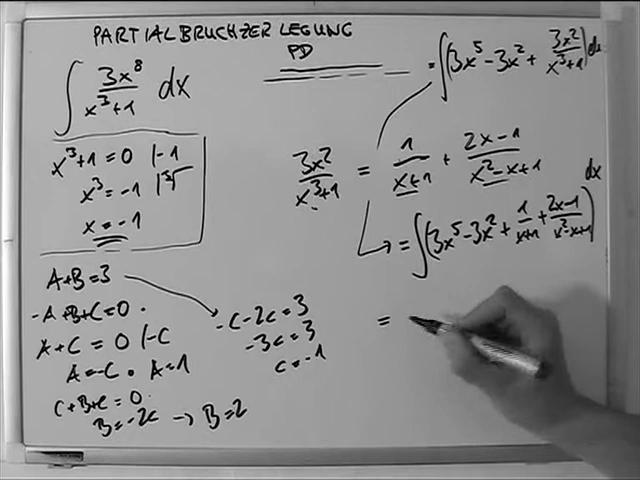 PARTIALBRUCHZERLEGUNG
PD
∫ 3x⁸/(x³+1) dx
= ∫(3x⁵ - 3x² + 3x²/(x³+1)) dx
x³+1 = 0 |-1
x³ = -1 |³√
x = -1
3x²/(x³+1) = 1/(x+1) + (2x-1)/(x²-x+1)
= ∫(3x⁵ - 3x² + 1/(x+1) + (2x-1)/(x²-x+1)) dx
A+B=3
-A+B+C=0
A+C=0 |-C
A=-C A=1
C+B+C=0
B=-2C → B=2
-C-2C=3
-3C=3
C=-1
=